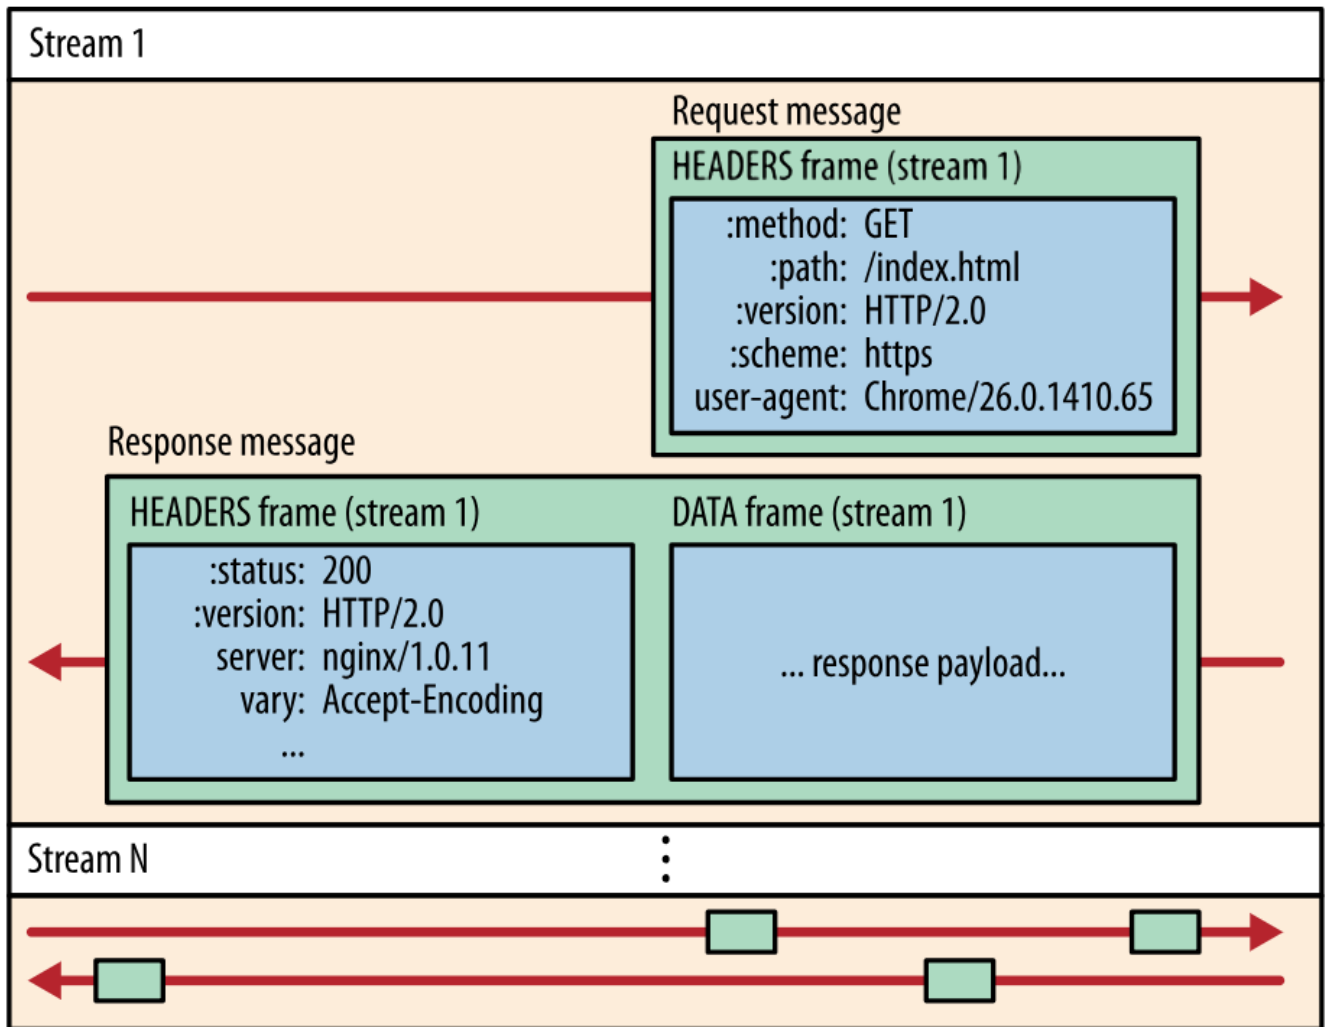 Stream 1
Request message
HEADERS frame (stream 1)
:method: GET
:path: /index.html
:version: HTTP/2.0
:scheme: https
user-agent: Chrome/26.0.1410.65
Response message
HEADERS frame (stream 1)
:status: 200
:version: HTTP/2.0
server: nginx/1.0.11
vary: Accept-Encoding
...
DATA frame (stream 1)
... response payload...
Stream N